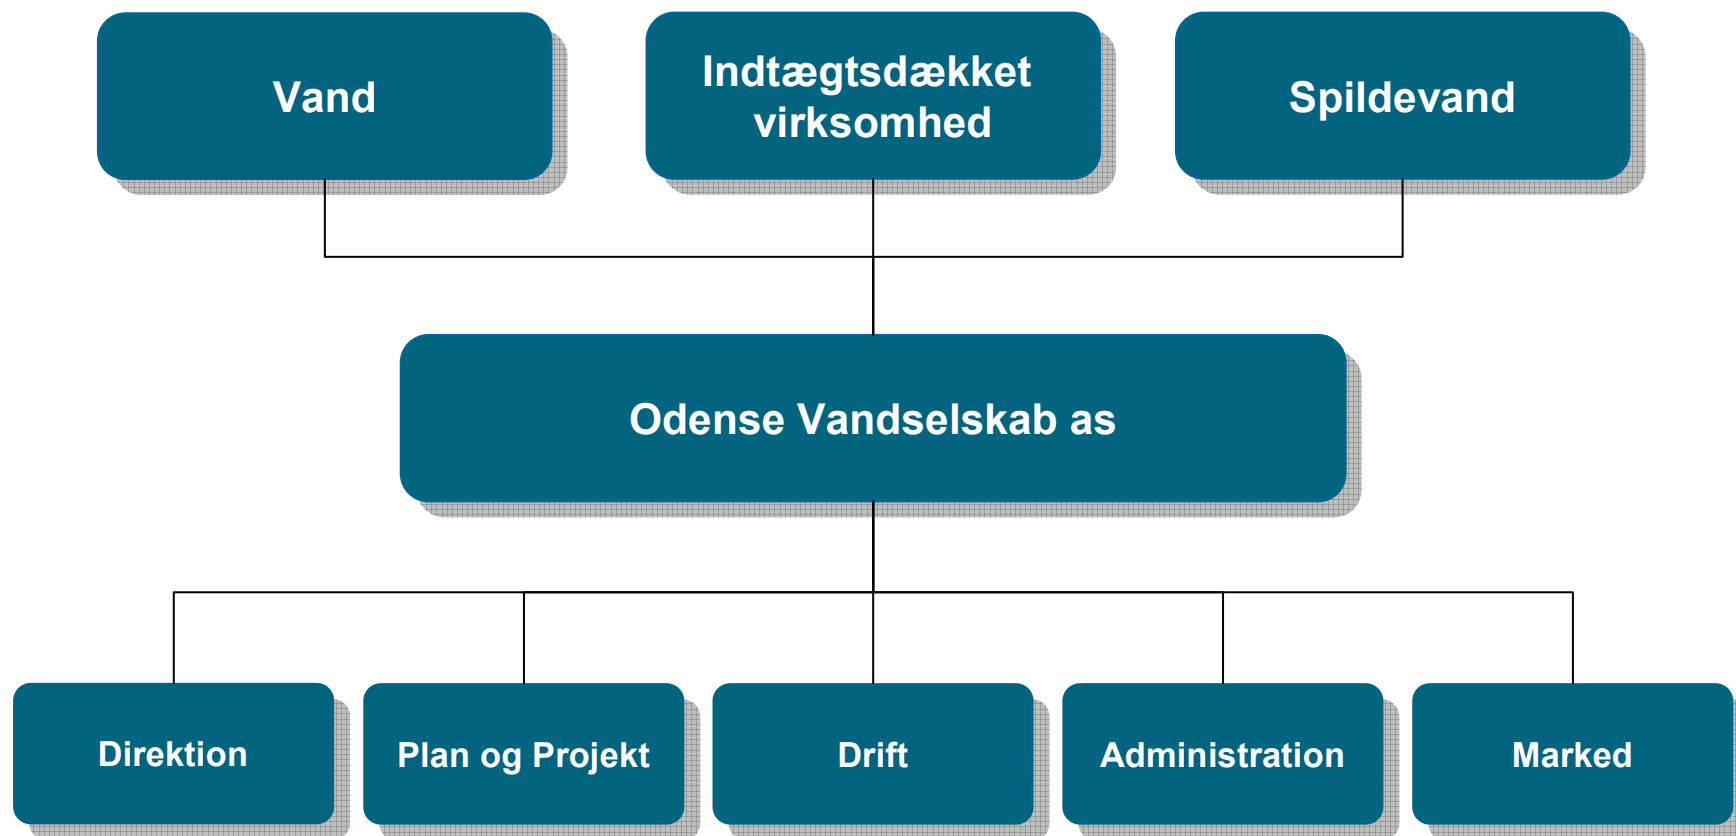 Vand
Indtægtsdækket
virksomhed
Spildevand
Odense Vandselskab as
Direktion
Plan og Projekt
Drift
Administration
Marked